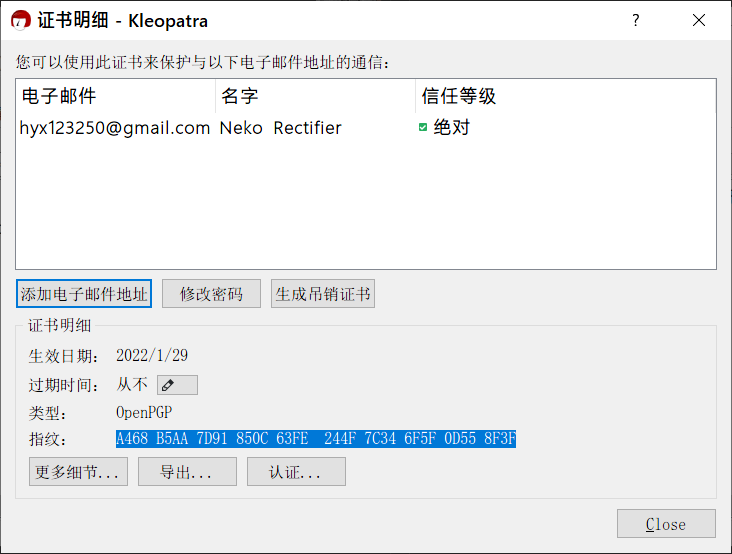 证书明细 - Kleopatra
您可以使用此证书来保护与以下电子邮件地址的通信：
电子邮件 名字 信任等级
hyx123250@gmail.com Neko Rectifier 绝对
添加电子邮件地址 修改密码 生成吊销证书
证书明细
生效日期： 2022/1/29
过期时间： 从不
类型： OpenPGP
指纹： A468 B5AA 7D91 850C 63FE  244F 7C34 6F5F 0D55 8F3F
更多细节... 导出... 认证...
Close